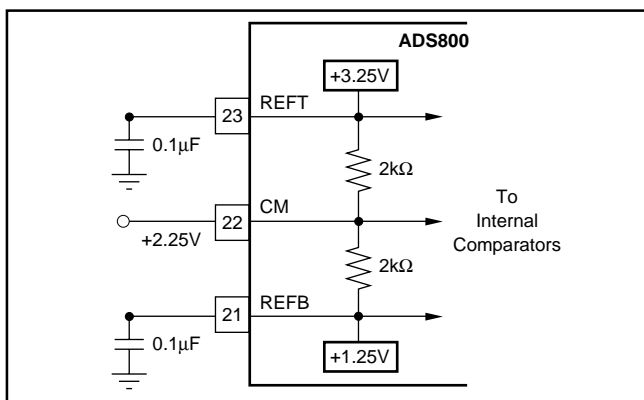 ADS800
+3.25V
REFT
23
0.1µF
2kΩ
To
Internal
Comparators
CM
22
+2.25V
2kΩ
REFB
21
0.1µF
+1.25V